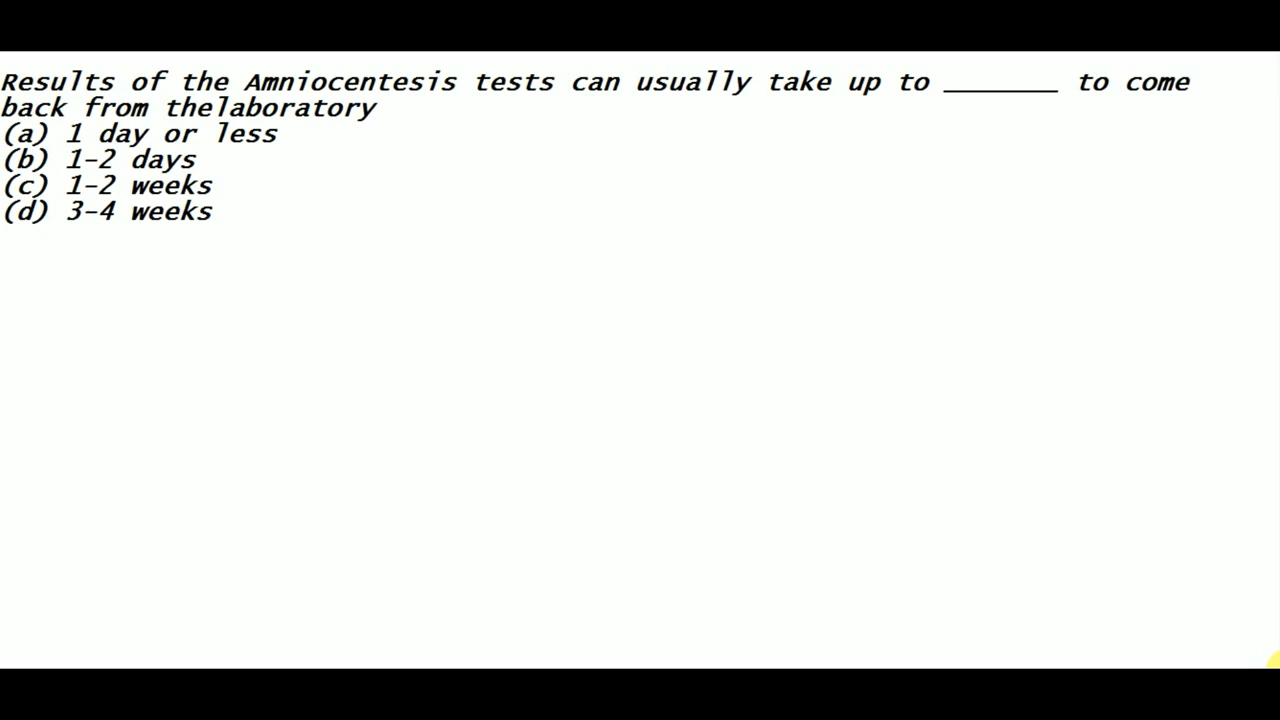 Results of the Amniocentesis tests can usually take up to _______ to come
back from thelaboratory
(a) 1 day or less
(b) 1-2 days
(c) 1-2 weeks
(d) 3-4 weeks